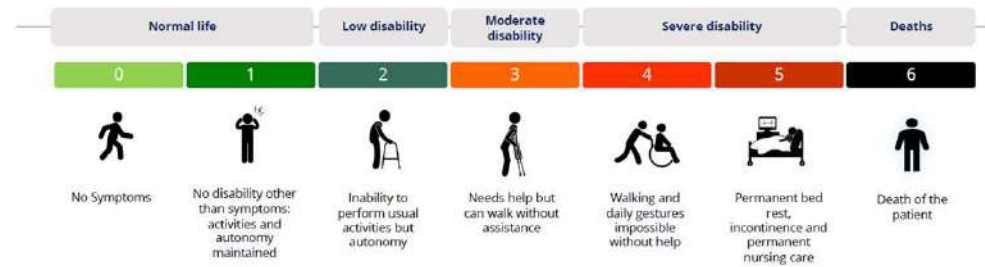 Normal life
Low disability
Moderate
disability
Severe disability
Deaths
0
1
2
3
4
5
6
No Symptoms
No disability other
than symptoms:
activities and
autonomy
maintained
Inability to
perform usual
activities but
autonomy
Needs help but
can walk without
assistance
Walking and
daily gestures
impossible
without help
Permanent bed
rest,
incontinence and
permanent
nursing care
Death of the
patient